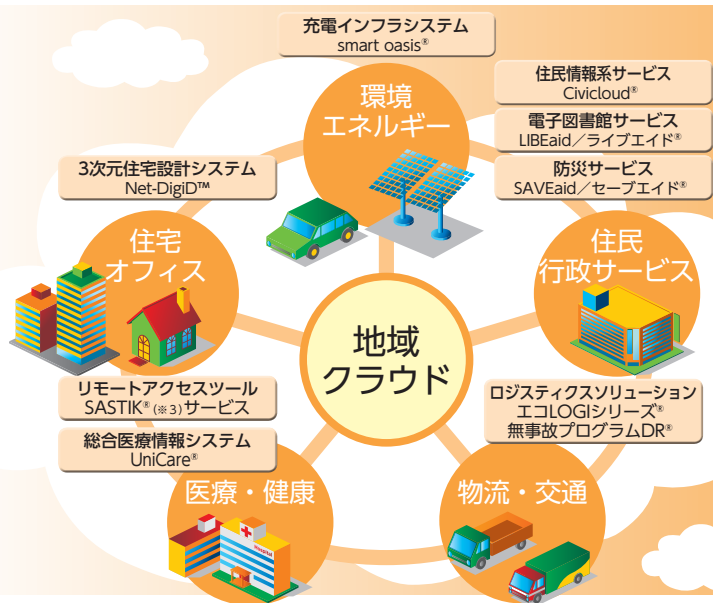 充電インフラシステム
smart oasis®
環境
エネルギー
住民情報系サービス
Civicloud®
電子図書館サービス
LIBEaid／ライブエイド®
防災サービス
SAVEaid／セーブエイド®
3次元住宅設計システム
Net-DigiD™
住宅
オフィス
住民
行政サービス
地域
クラウド
リモートアクセスツール
SASTIK®(※3)サービス
総合医療情報システム
UniCare®
ロジスティクスソリューション
エコLOGIシリーズ®
無事故プログラムDR®
医療・健康
Hospital
物流・交通